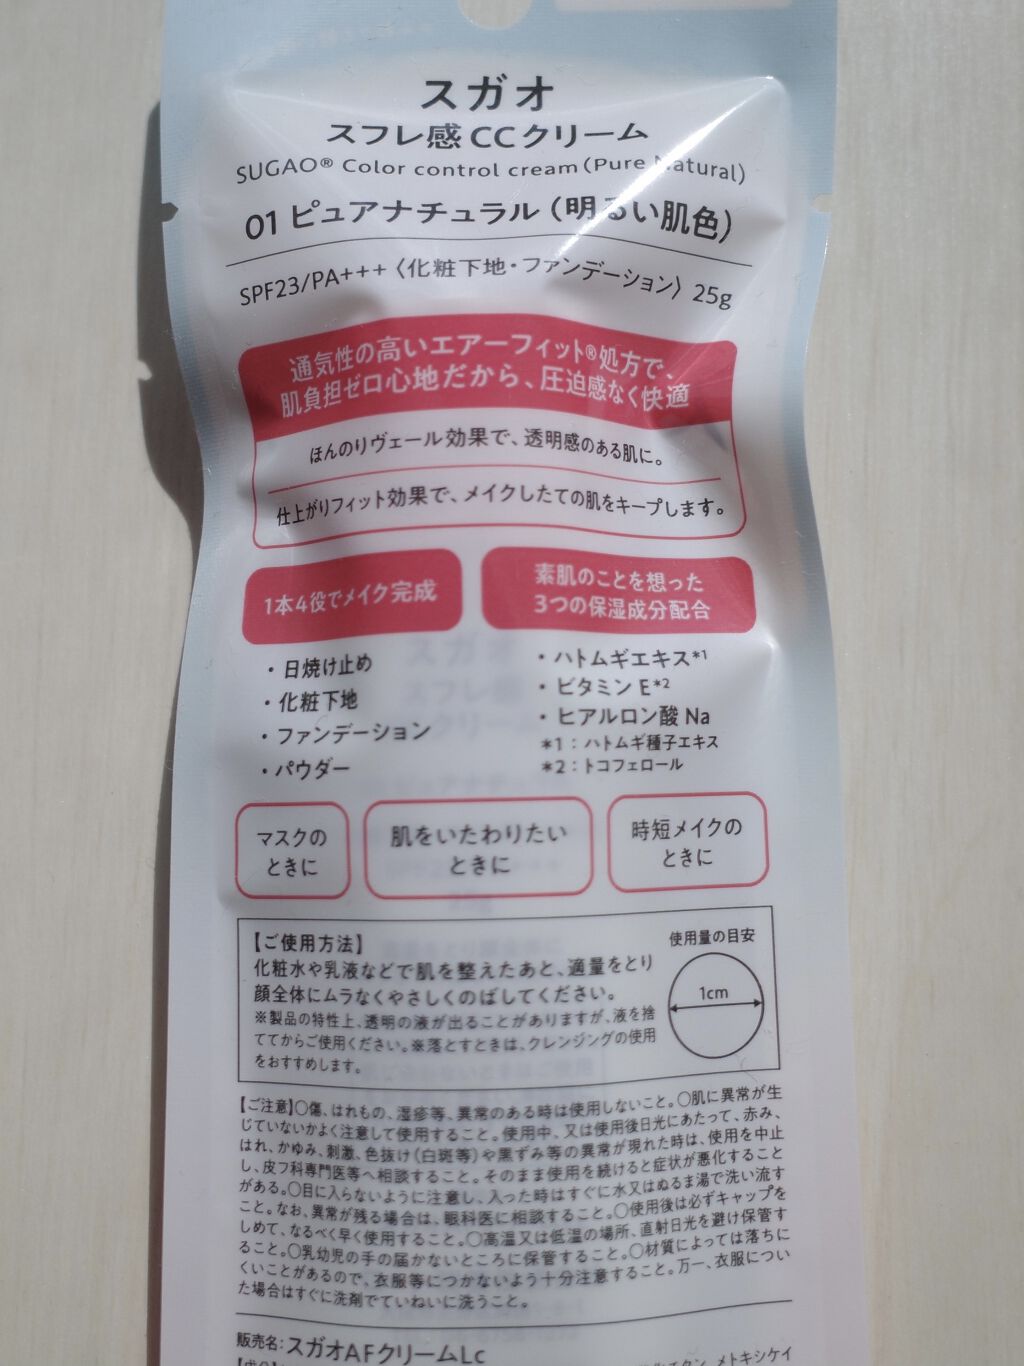 スガオ
スフレ感CCクリーム
SUGAO® Color control cream(Pure Natural)
01 ピュアナチュラル(明るい肌色)
SPF23/PA+++〈化粧下地・ファンデーション〉25g
通気性の高いエアーフィット®処方で、
肌負担ゼロ心地だから、圧迫感なく快適
ほんのりヴェール効果で、透明感のある肌に。
仕上がりフィット効果で、メイクしたての肌をキープします。
1本4役でメイク完成
・日焼け止め
・化粧下地
・ファンデーション
・パウダー
素肌のことを想った
3つの保湿成分配合
・ハトムギエキス*1
・ビタミンE*2
・ヒアルロン酸Na
*1:ハトムギ種子エキス
*2:トコフェロール
マスクの
ときに
肌をいたわりたい
ときに
時短メイクの
ときに
【ご使用方法】
化粧水や乳液などで肌を整えたあと、適量をとり
顔全体にムラなくやさしくのばしてください。
※製品の特性上、透明の液が出ることがありますが、液を捨
ててからご使用ください。※落とすときは、クレンジングの使用
をおすすめします。
使用量の目安
1cm
【ご注意】〇傷、はれもの、湿疹等、異常のある時は使用しないこと。〇肌に異常が生
じていないかよく注意して使用すること。使用中、又は使用後日光にあたって、赤み、
はれ、かゆみ、刺激、色抜け(白斑等)や黒ずみ等の異常が現れた時は、使用を中止
し、皮フ科専門医等へ相談すること。そのまま使用を続けると症状が悪化すること
がある。〇目に入らないように注意し、入った時はすぐに水又はぬるま湯で洗い流す
こと。なお、異常が残る場合は、眼科医に相談すること。〇使用後は必ずキャップを
しめて、なるべく早く使用すること。〇高温又は低温の場所、直射日光を避け保管す
ること。〇乳幼児の手の届かないところに保管すること。〇材質によっては落ちに
くいことがあるので、衣服等につかないよう十分注意すること。万一、衣服につい
た場合はすぐに洗剤でていねいに洗うこと。
販売名:スガオAFクリームLc
メトキシケイ